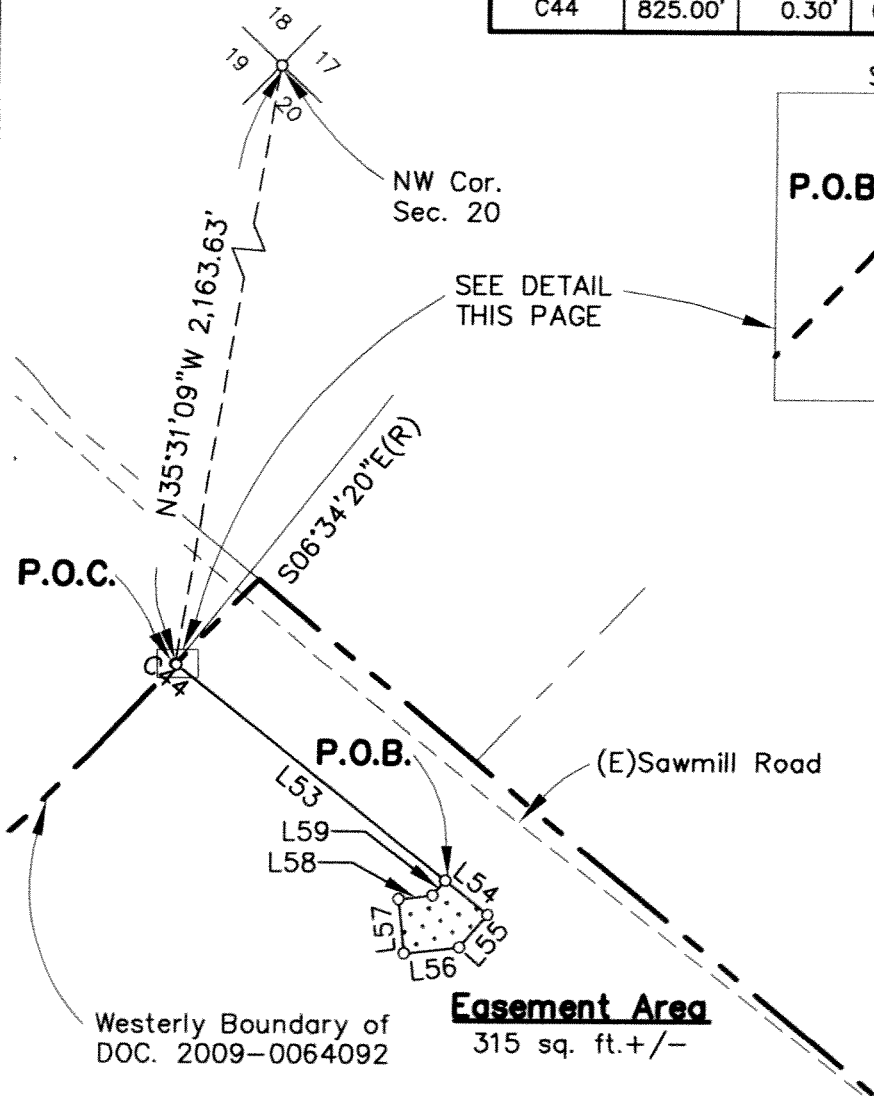 C44 825.00' 0.30'
18
19
17
20
NW Cor.
Sec. 20
P.O.B
SEE DETAIL
THIS PAGE
N35°31'09"W 2,163.63'
S06°34'20"E(R)
P.O.C.
C44
P.O.B.
L53
(E)Sawmill Road
L59
L58
L54
L57
L55
L56
Easement Area
315 sq. ft.+/-
Westerly Boundary of
DOC. 2009-0064092